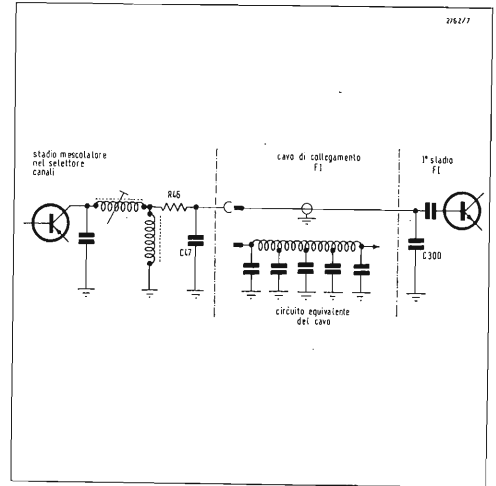 2762/7
stadio mescolatore
nel selettore
canali
cavo di collegamento
FI
1° stadio
FI
R46
C47
C300
circuito equivalente
del cavo